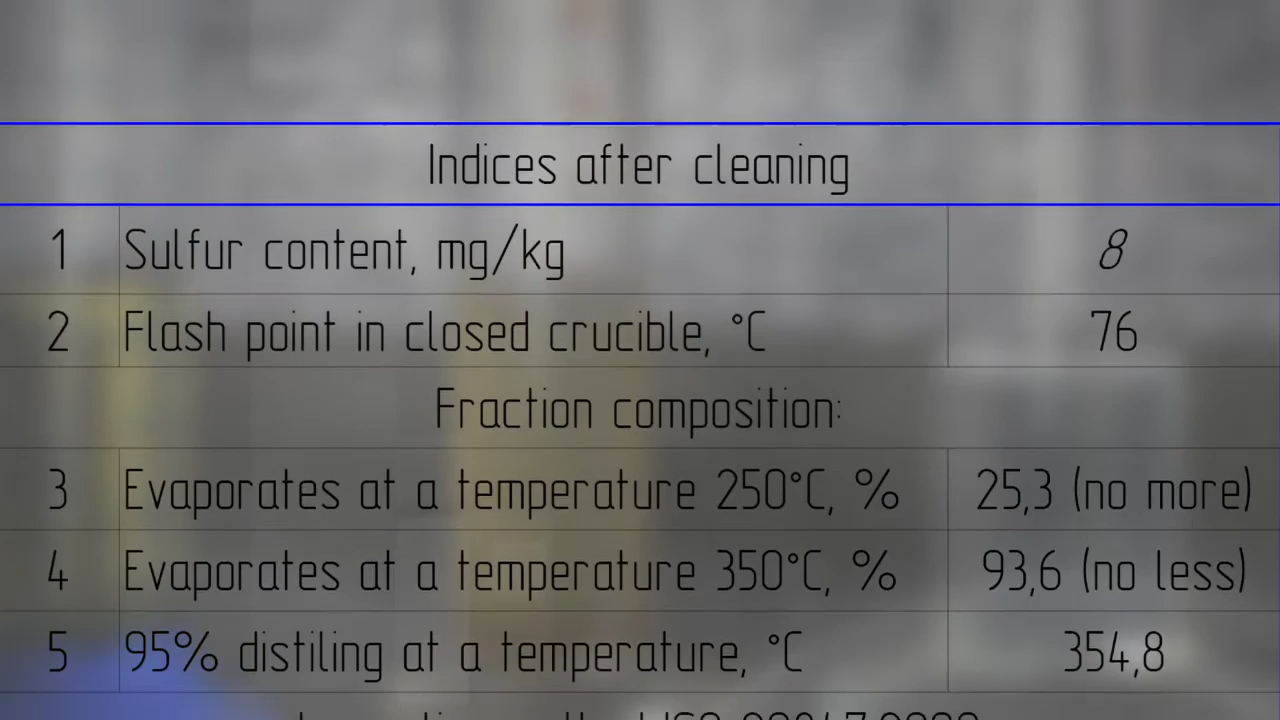 Indices after cleaning
1 Sulfur content, mg/kg 8
2 Flash point in closed crucible, °C 76
Fraction composition:
3 Evaporates at a temperature 250°C, % 25,3 (no more)
4 Evaporates at a temperature 350°C, % 93,6 (no less)
5 95% distiling at a temperature, °C 354,8